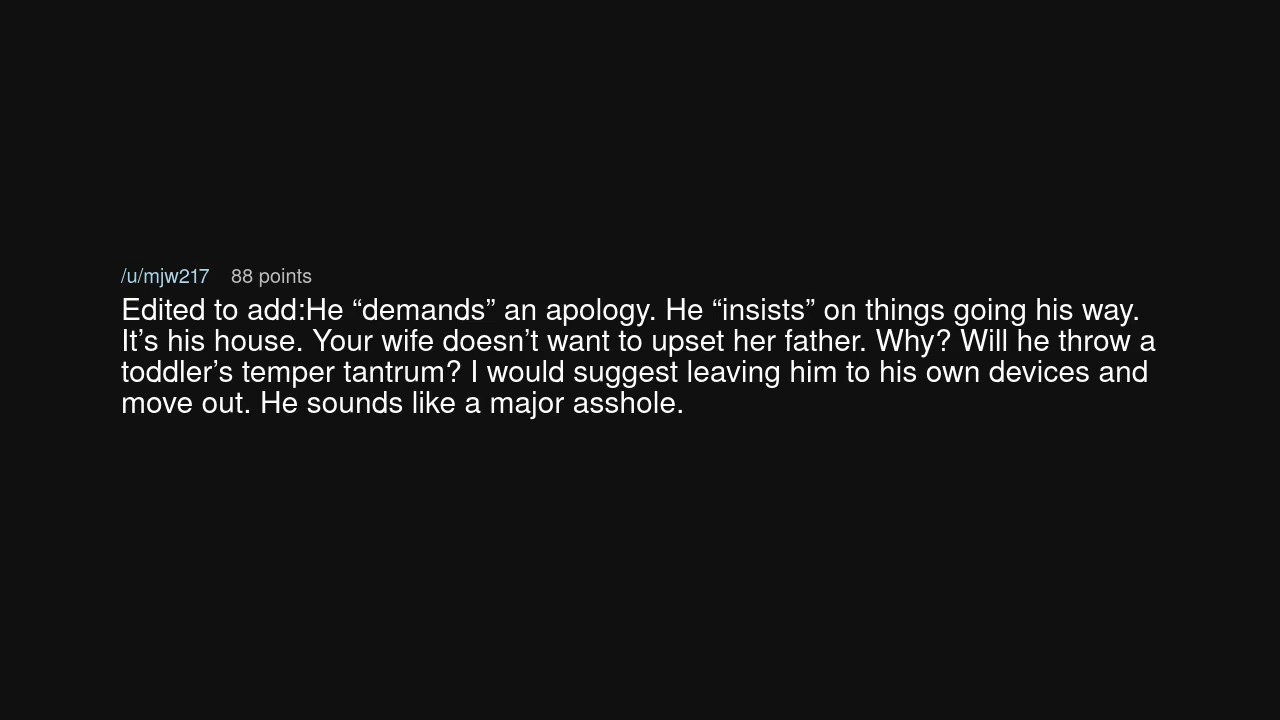 /u/mjw217 88 points
Edited to add:He “demands” an apology. He “insists” on things going his way.
It’s his house. Your wife doesn’t want to upset her father. Why? Will he throw a
toddler’s temper tantrum? I would suggest leaving him to his own devices and
move out. He sounds like a major asshole.